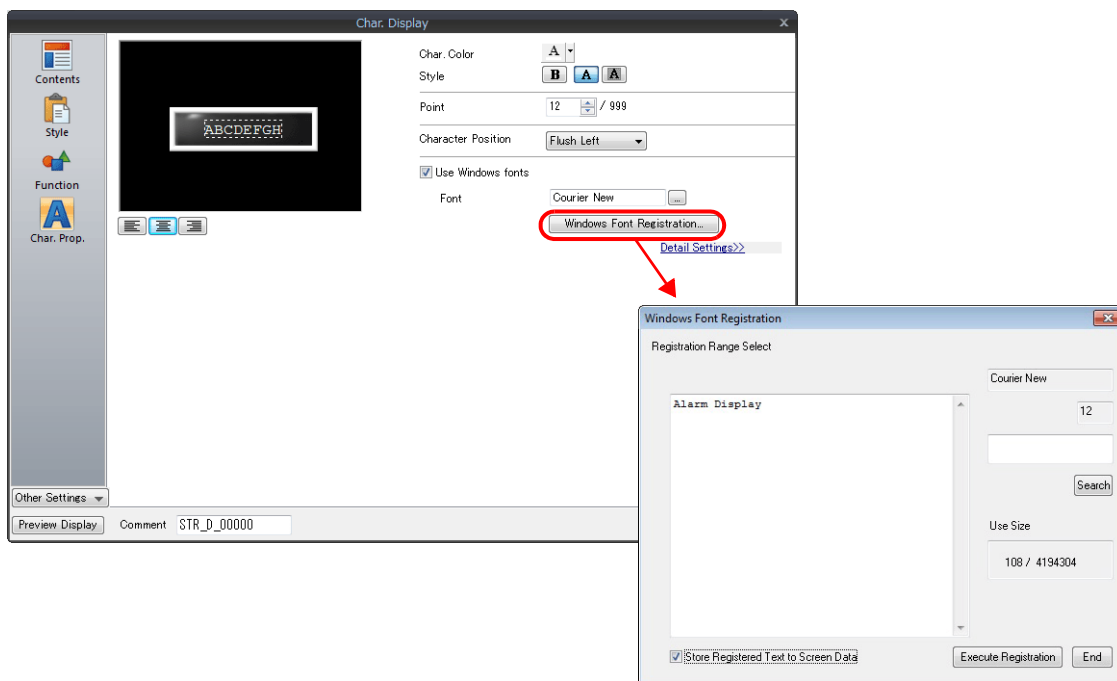 Char. Display
Contents
Style
Function
Char. Prop.
Other Settings
ABCDEFGH
Char. Color A
Style B A A
Point 12 / 999
Character Position Flush Left
Use Windows fonts
Font Courier New ...
Windows Font Registration...
Detail Settings>>
Preview Display Comment STR_D_00000
Windows Font Registration
Registration Range Select
Courier New
12
Alarm Display
Search
Use Size
108 / 4194304
Store Registered Text to Screen Data
Execute Registration End